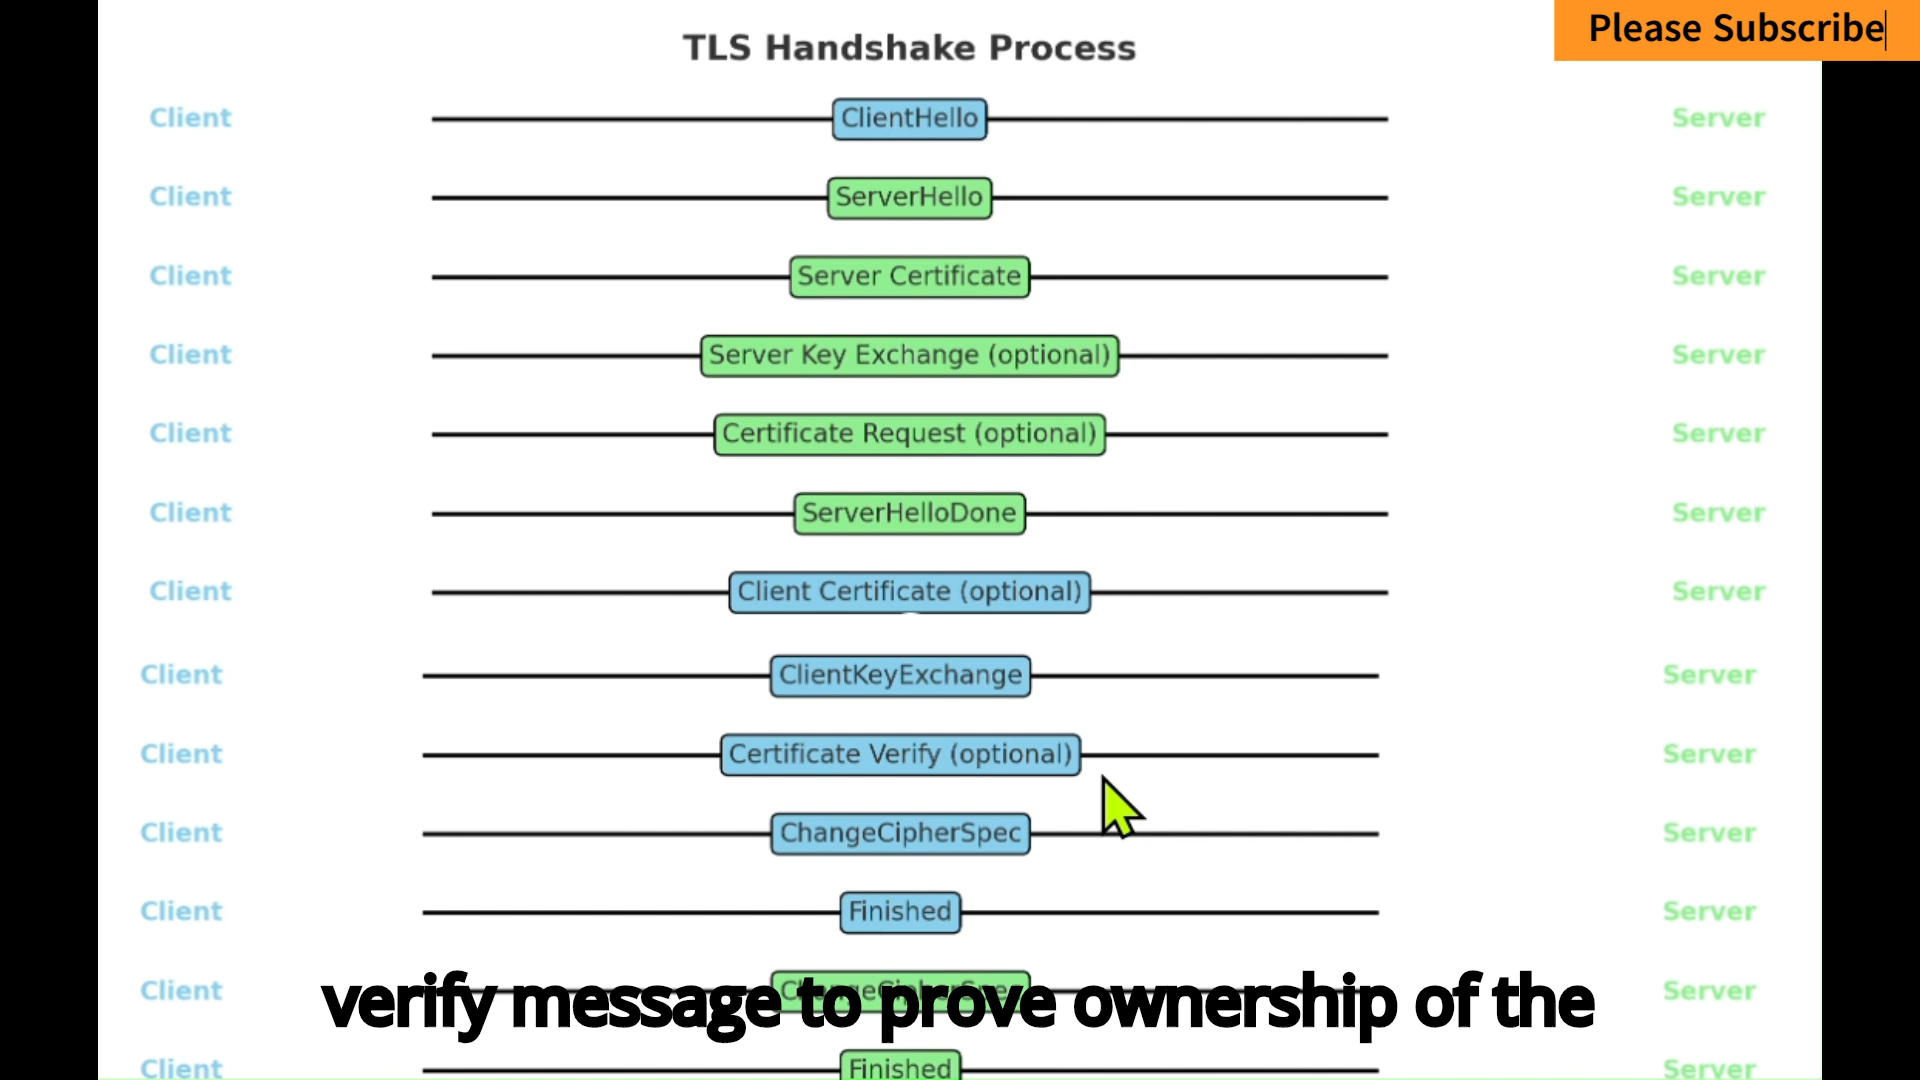 Please Subscribe
TLS Handshake Process
Client ClientHello Server
Client ServerHello Server
Client Server Certificate Server
Client Server Key Exchange (optional) Server
Client Certificate Request (optional) Server
Client ServerHelloDone Server
Client Client Certificate (optional) Server
Client ClientKeyExchange Server
Client Certificate Verify (optional) Server
Client ChangeCipherSpec Server
Client Finished Server
Client ChangeCipherSpec Server
verify message to prove ownership of the
Client Finished Server